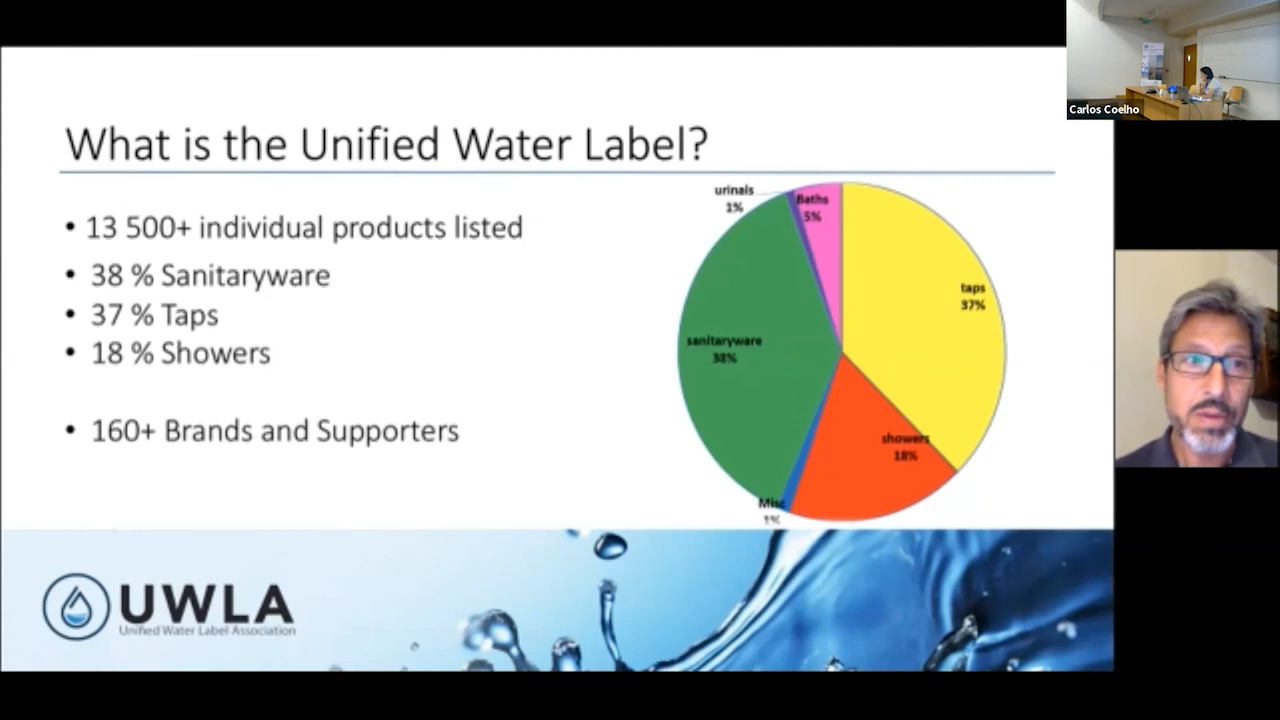 Carlos Coelho
What is the Unified Water Label?
• 13 500+ individual products listed
• 38 % Sanitaryware
• 37 % Taps
• 18 % Showers
• 160+ Brands and Supporters
urinals
1%
Baths
5%
taps
37%
sanitaryware
38%
showers
18%
Misc
1%
UWLA
Unified Water Label Association